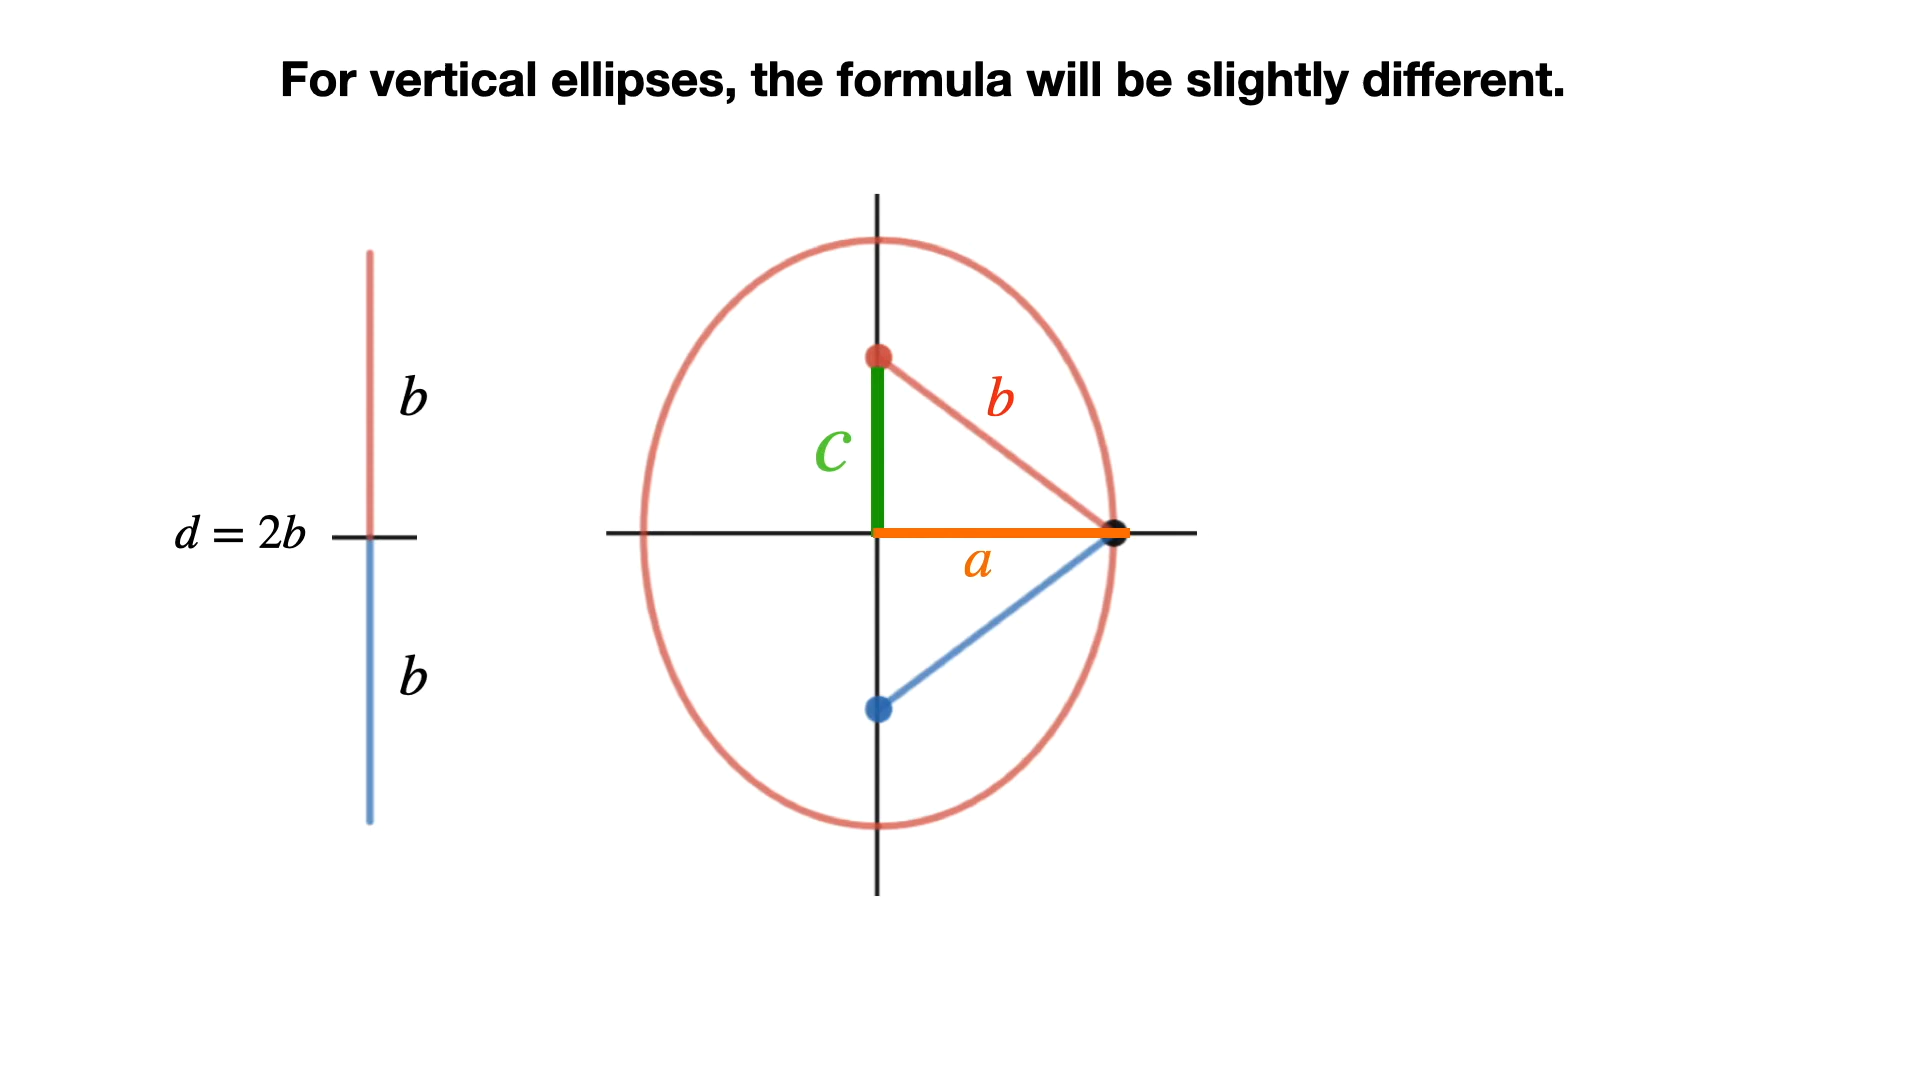 For vertical ellipses, the formula will be slightly different.
b
b
c
d = 2b
a
b